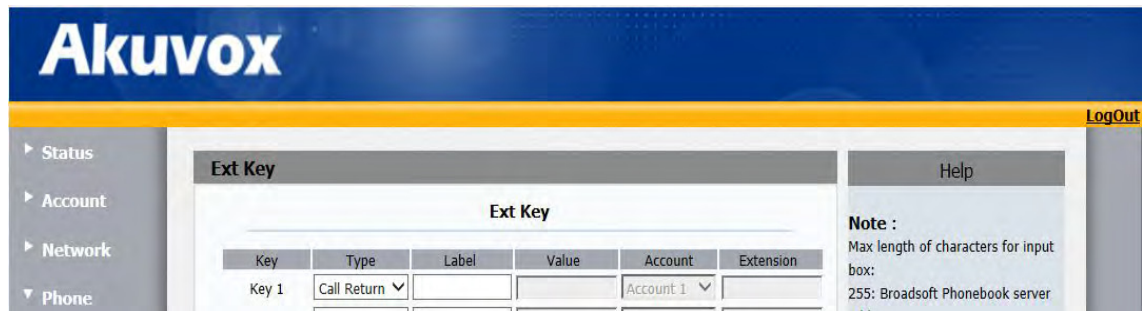 Akuvox
LogOut
Status
Account
Network
Phone
Ext Key
Ext Key
Key Type Label Value Account Extension
Key 1 Call Return Account 1
Help
Note :
Max length of characters for input
box:
255: Broadsoft Phonebook server